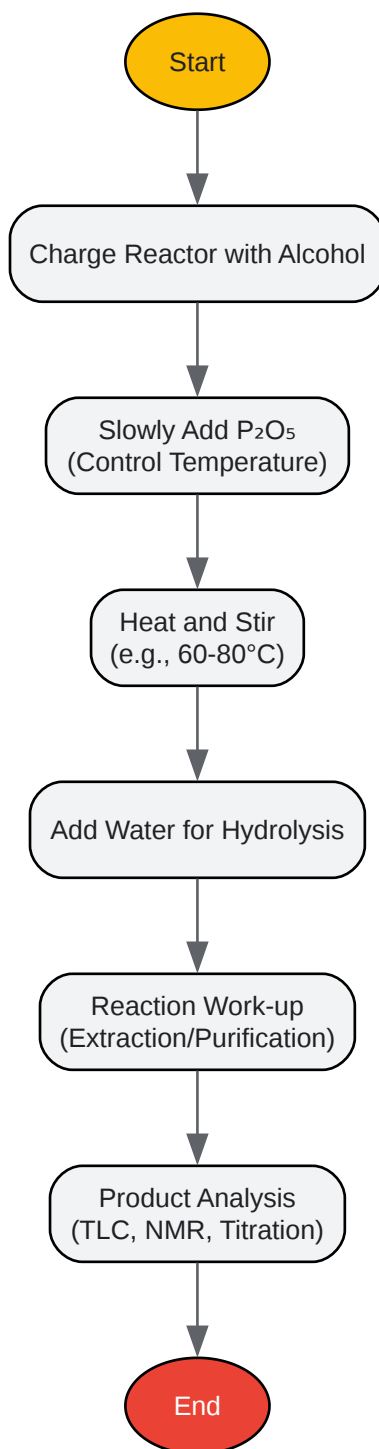 Start
Charge Reactor with Alcohol
Slowly Add P₂O₅
(Control Temperature)
Heat and Stir
(e.g., 60-80°C)
Add Water for Hydrolysis
Reaction Work-up
(Extraction/Purification)
Product Analysis
(TLC, NMR, Titration)
End